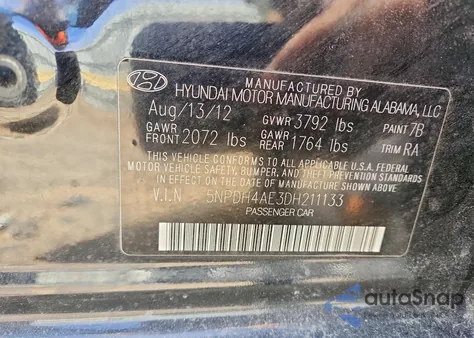 MANUFACTURED BY
HYUNDAI MOTOR MANUFACTURING ALABAMA, LLC
Aug/13/12 GVWR 3792 lbs PAINT 7B
GAWR FRONT 2072 lbs GAWR REAR 1764 lbs TRIM RA
THIS VEHICLE CONFORMS TO ALL APPLICABLE U.S.A. FEDERAL
MOTOR VEHICLE SAFETY, BUMPER, AND THEFT PREVENTION STANDARDS
IN EFFECT ON THE DATE OF MANUFACTURE SHOWN ABOVE.
V.I.N 5NPDH4AE3DH211133
PASSENGER CAR
autoSnap